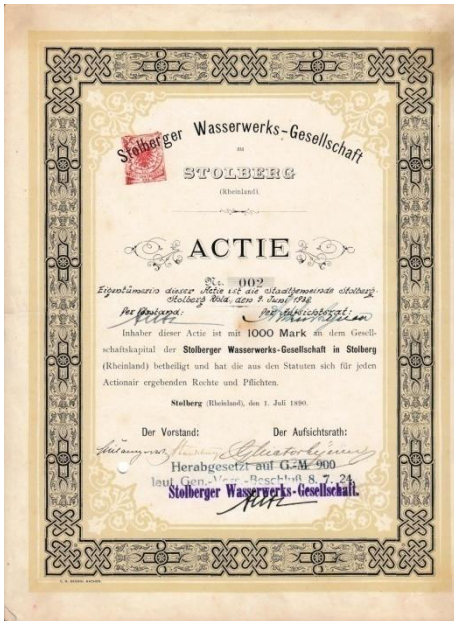 Stolberger Wasserwerks-Gesellschaft
zu
STOLBERG
(Rheinland).
ACTIE
Nr. 002
Eigentümerin dieser Actie ist die Stadtgemeinde Stolberg.
Stolberg Rhld., den 9. Juni
Der Vorstand: Der Aufsichtsrat:
Inhaber dieser Actie ist mit 1000 Mark an dem Gesell-
schaftskapital der Stolberger Wasserwerks-Gesellschaft in Stolberg
(Rheinland) betheiligt und hat die aus den Statuten sich für jeden
Actionair ergebenden Rechte und Pflichten.
Stolberg (Rheinland), den 1. Juli 1890.
Der Vorstand: Der Aufsichtsrath:
Herabgesetzt auf G.-M 900
laut Gen.-Vers.-Beschluß 8. 7. 24
Stolberger Wasserwerks-Gesellschaft.